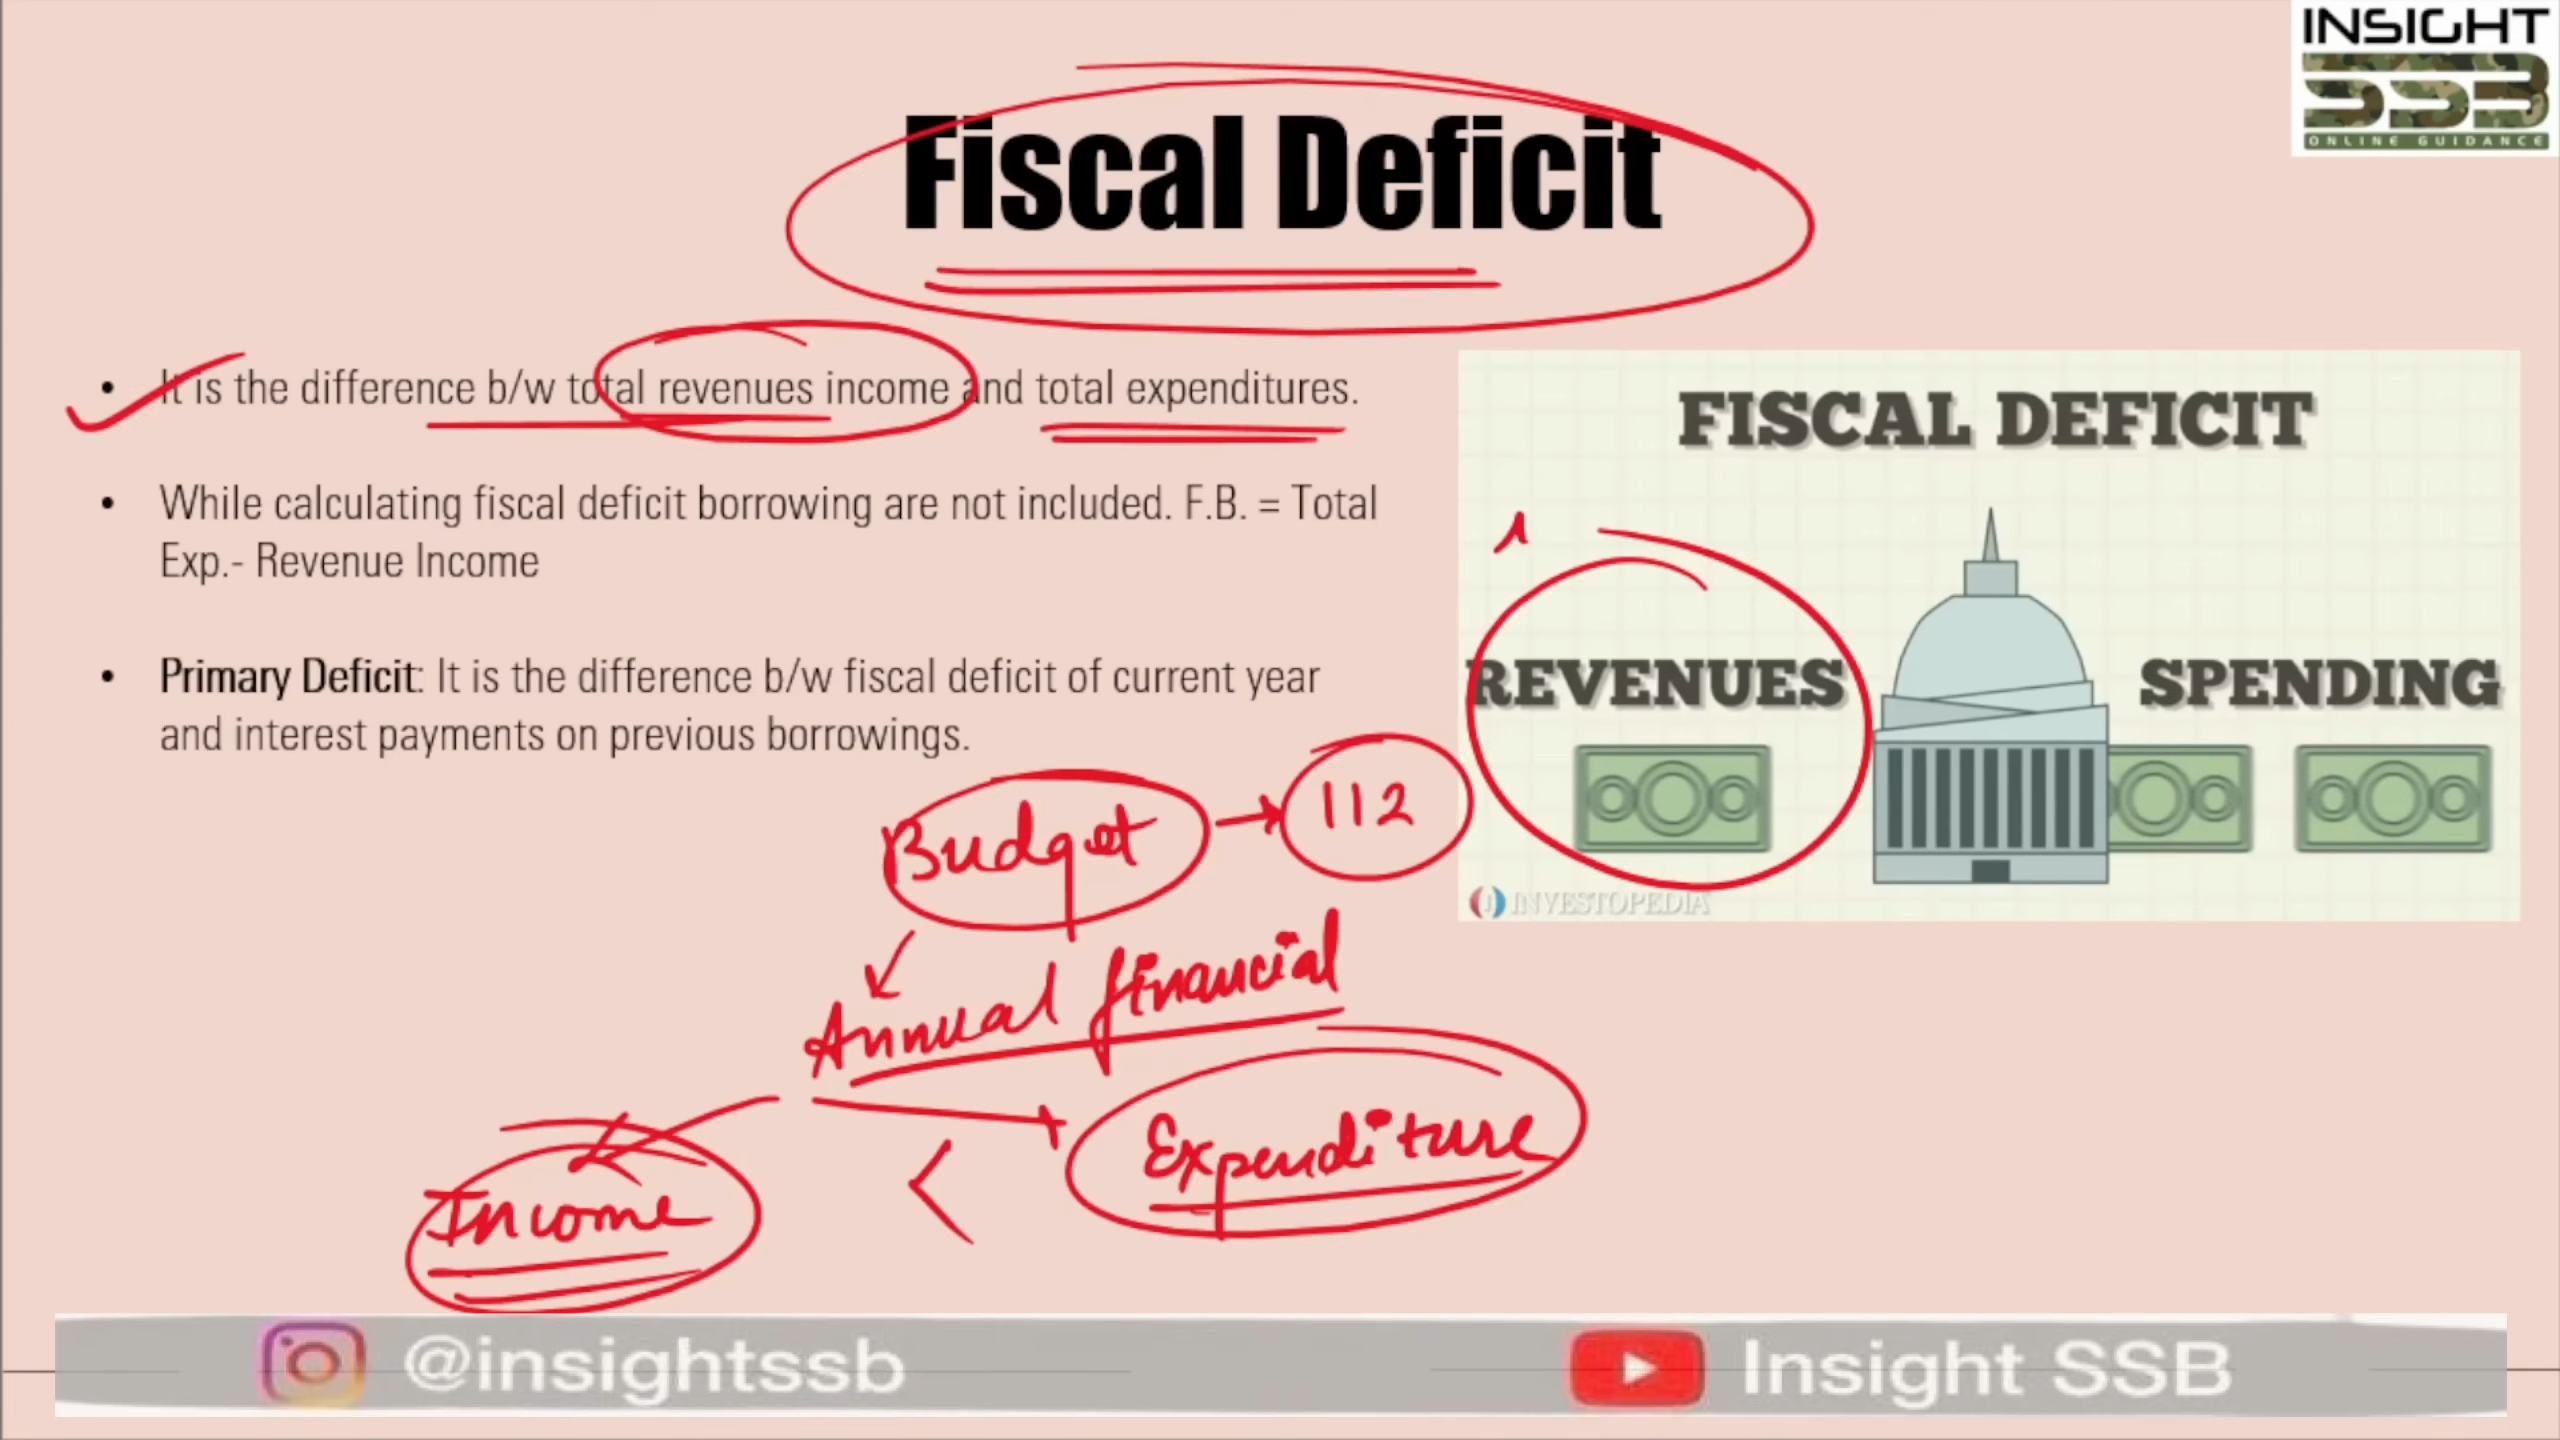 INSIGHT
SSB
ONLINE GUIDANCE
Fiscal Deficit
• It is the difference b/w total revenues income and total expenditures.
• While calculating fiscal deficit borrowing are not included. F.B. = Total
Exp.- Revenue Income
• Primary Deficit: It is the difference b/w fiscal deficit of current year
and interest payments on previous borrowings.
FISCAL DEFICIT
1
REVENUES
SPENDING
INVESTOPEDIA
Budget → 112
Annual financial
Income < Expenditure
@insightssb
Insight SSB